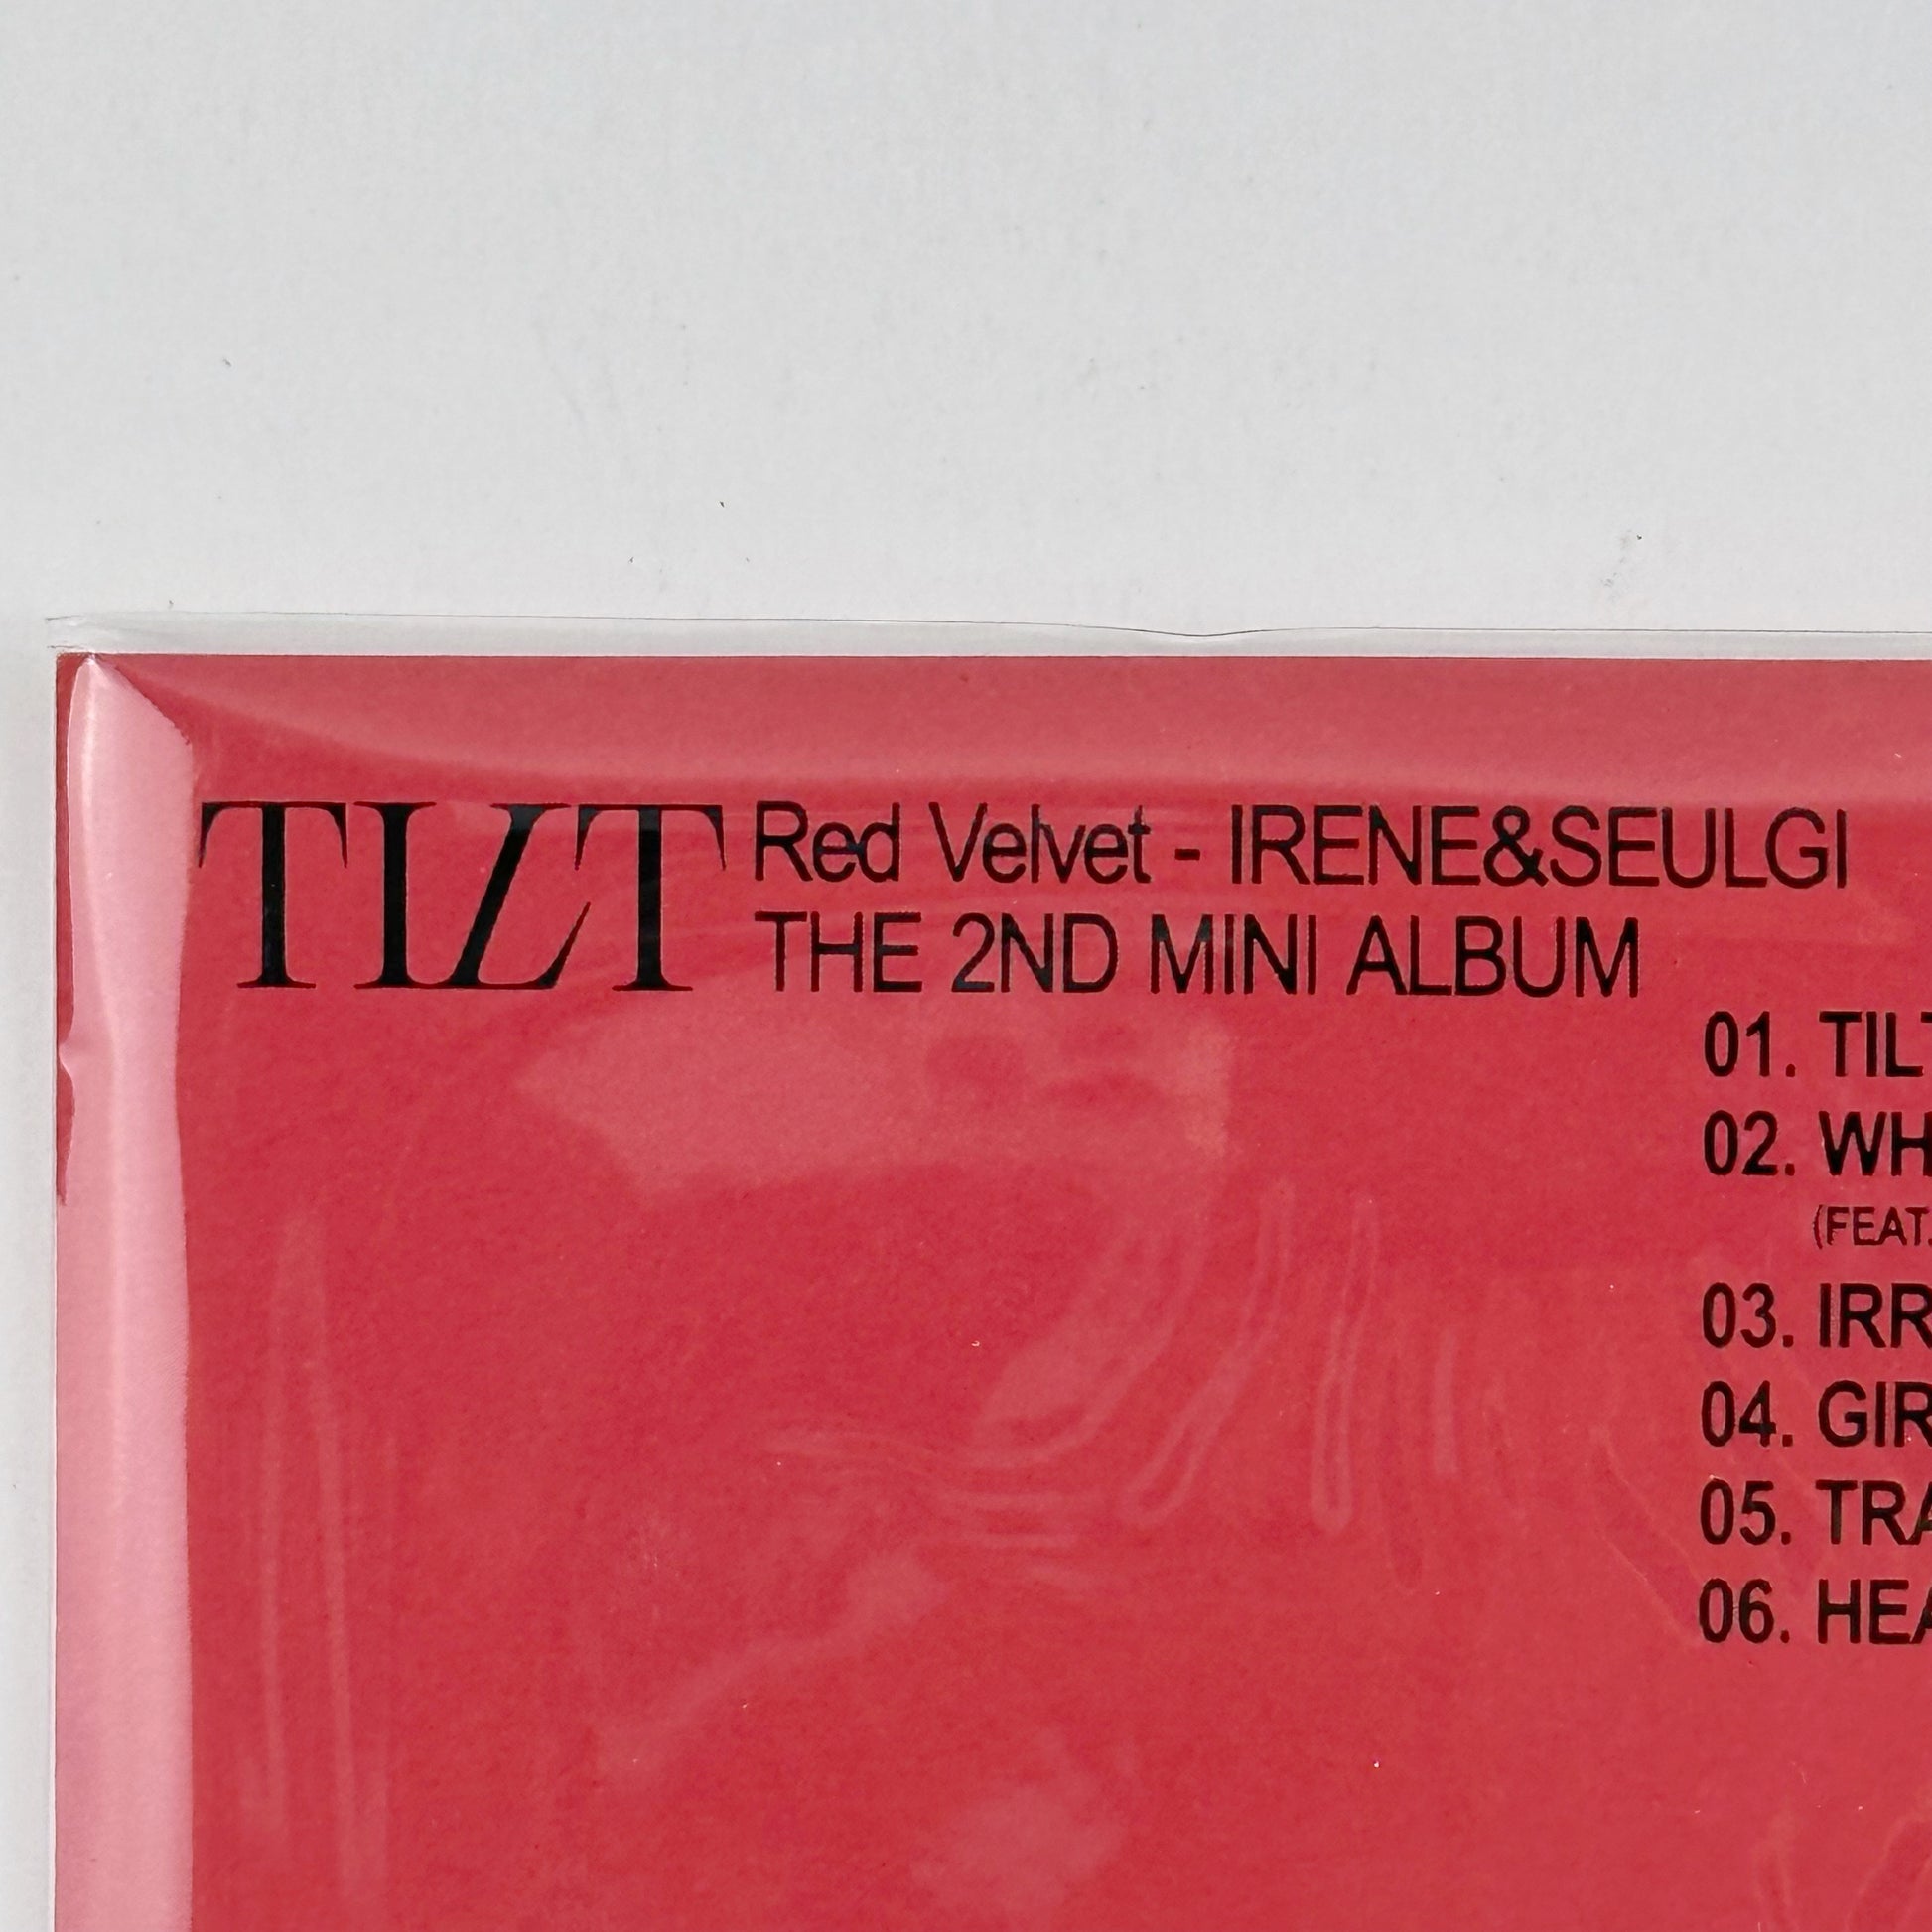 TILT
Red Velvet - IRENE&SEULGI
THE 2ND MINI ALBUM
01. TILT
02. WH
(FEAT.
03. IRR
04. GIR
05. TRA
06. HEA